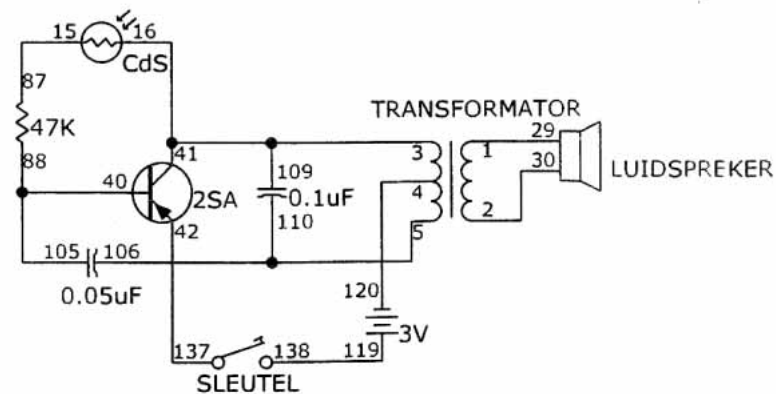 15 16
CdS
87
47K
88
TRANSFORMATOR
41
3 1 29
109
30
40
4
LUIDSPREKER
2SA
0.1uF
110
42
2
5
105 106
0.05uF
120
3V
137 138 119
SLEUTEL